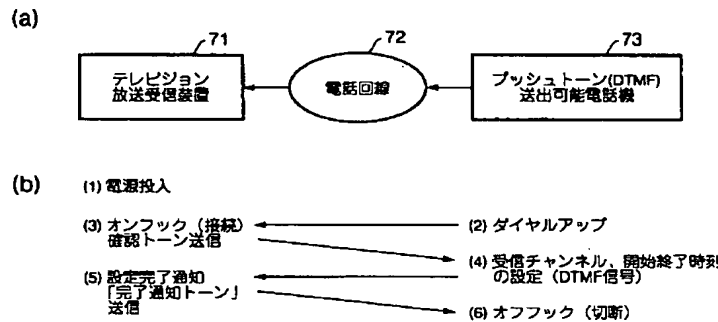 (a)
71
72
73
テレビジョン
放送受信装置
電話回線
プッシュトーン(DTMF)
送出可能電話機
(b)
(1) 電源投入
(3) オンフック（接続）
確認トーン送信
(2) ダイヤルアップ
(4) 受信チャンネル、開始終了時刻
の設定（DTMF信号）
(5) 設定完了通知
「完了通知トーン」
送信
(6) オフフック（切断）